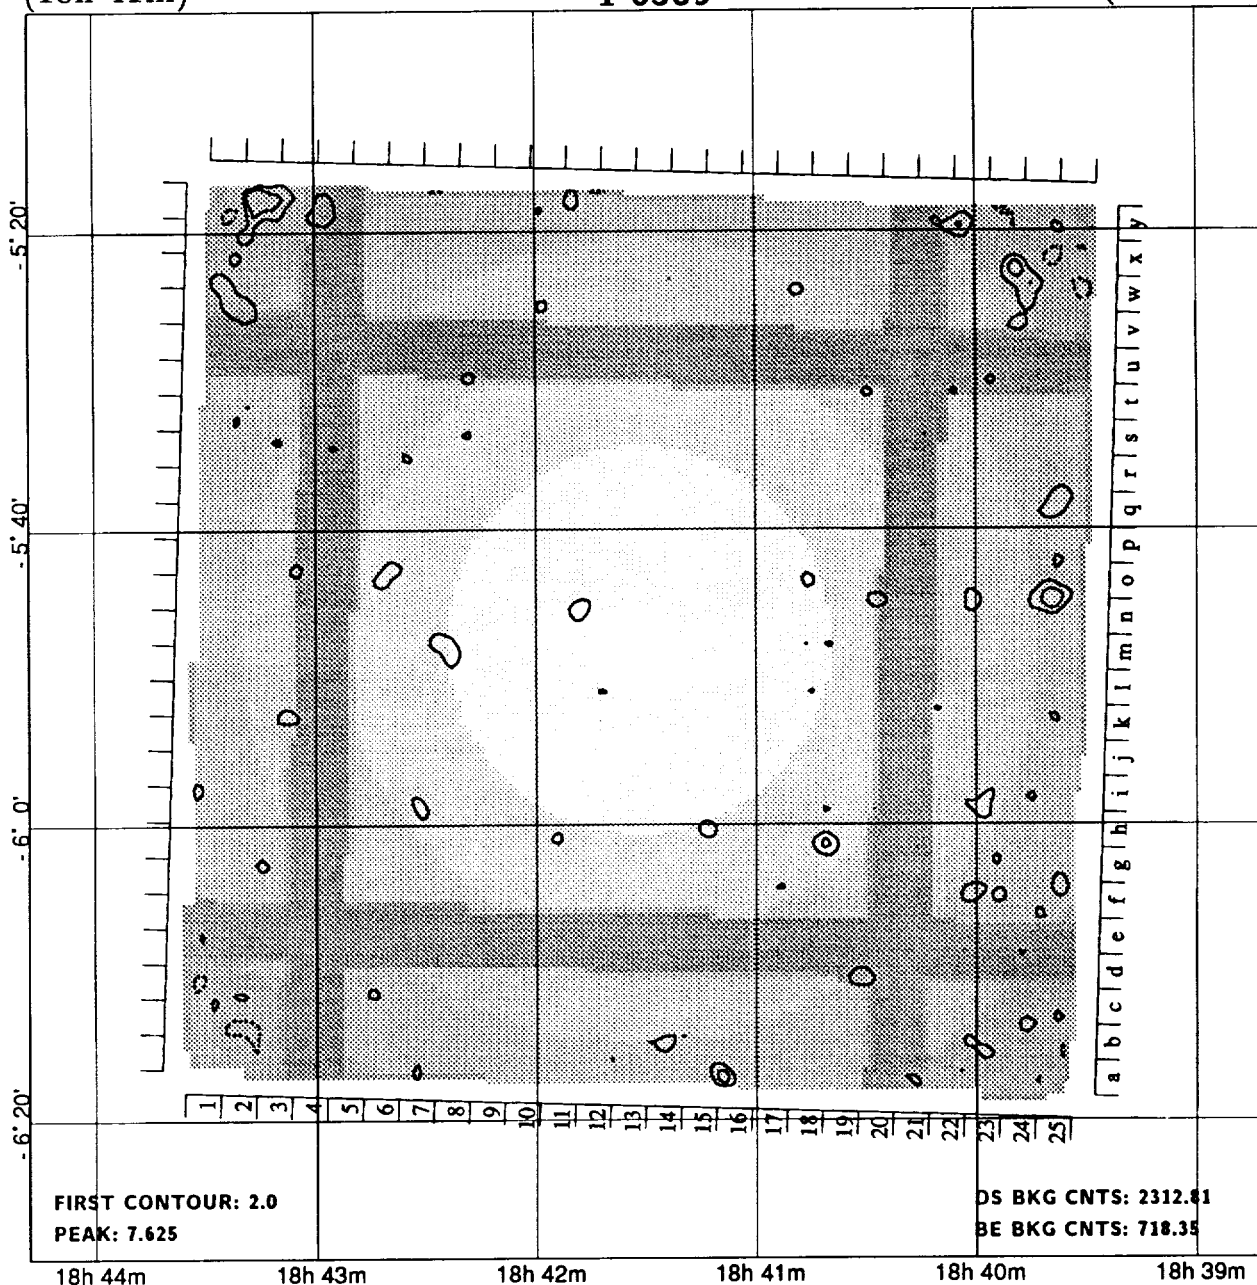 - 5° 20'
y
x
w
v
u
t
s
r
- 5° 40'
q
p
o
n
m
l
k
j
i
- 6° 0'
h
g
f
e
d
c
b
a
1 2 3 4 5 6 7 8 9 10 11 12 13 14 15 16 17 18 19 20 21 22 23 24 25
- 6° 20'
FIRST CONTOUR: 2.0
DS BKG CNTS: 2312.81
PEAK: 7.625
BE BKG CNTS: 718.35
18h 44m 18h 43m 18h 42m 18h 41m 18h 40m 18h 39m